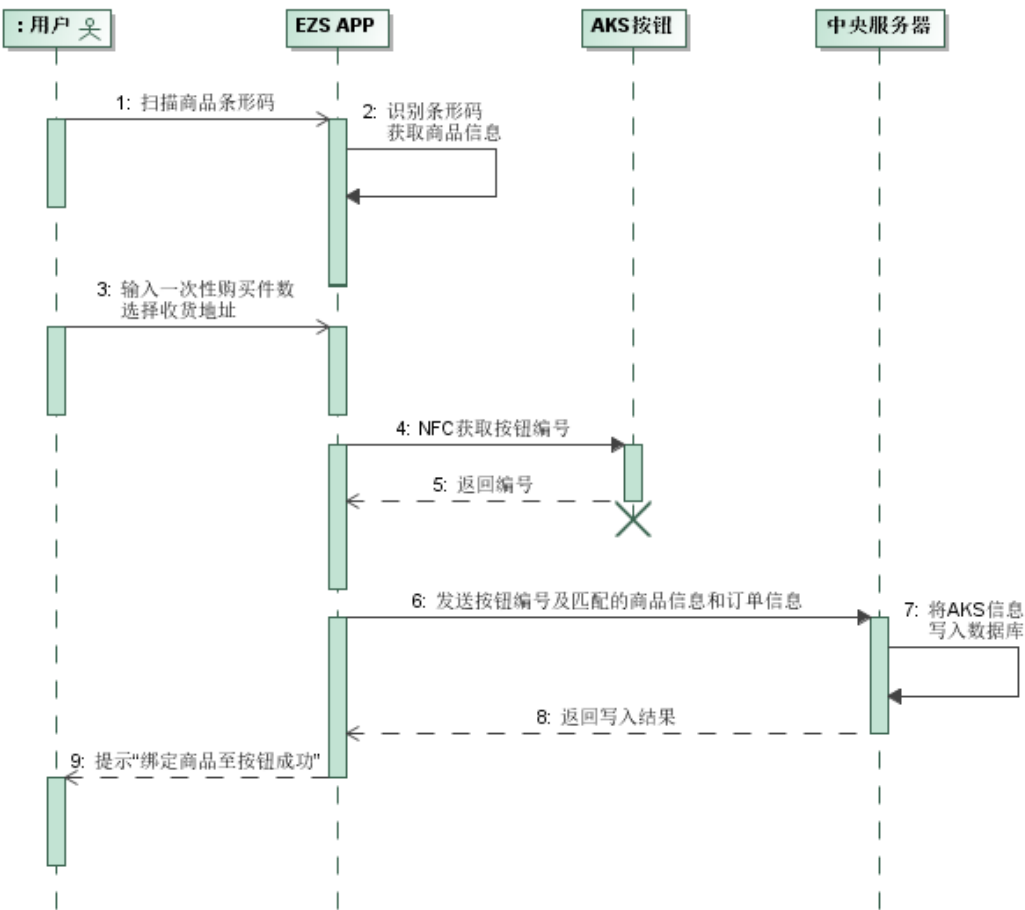 : 用户
EZS APP
AKS按钮
中央服务器
1: 扫描商品条形码
2: 识别条形码
获取商品信息
3: 输入一次性购买件数
选择收货地址
4: NFC获取按钮编号
5: 返回编号
6: 发送按钮编号及匹配的商品信息和订单信息
7: 将AKS信息
写入数据库
8: 返回写入结果
9: 提示“绑定商品至按钮成功”